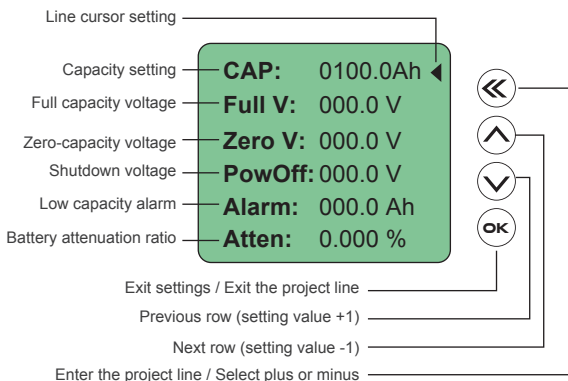 Line cursor setting
Capacity setting
Full capacity voltage
Zero-capacity voltage
Shutdown voltage
Low capacity alarm
Battery attenuation ratio
CAP: 0100.0Ah
Full V: 000.0 V
Zero V: 000.0 V
PowOff: 000.0 V
Alarm: 000.0 Ah
Atten: 0.000 %
OK
Exit settings / Exit the project line
Previous row (setting value +1)
Next row (setting value -1)
Enter the project line / Select plus or minus